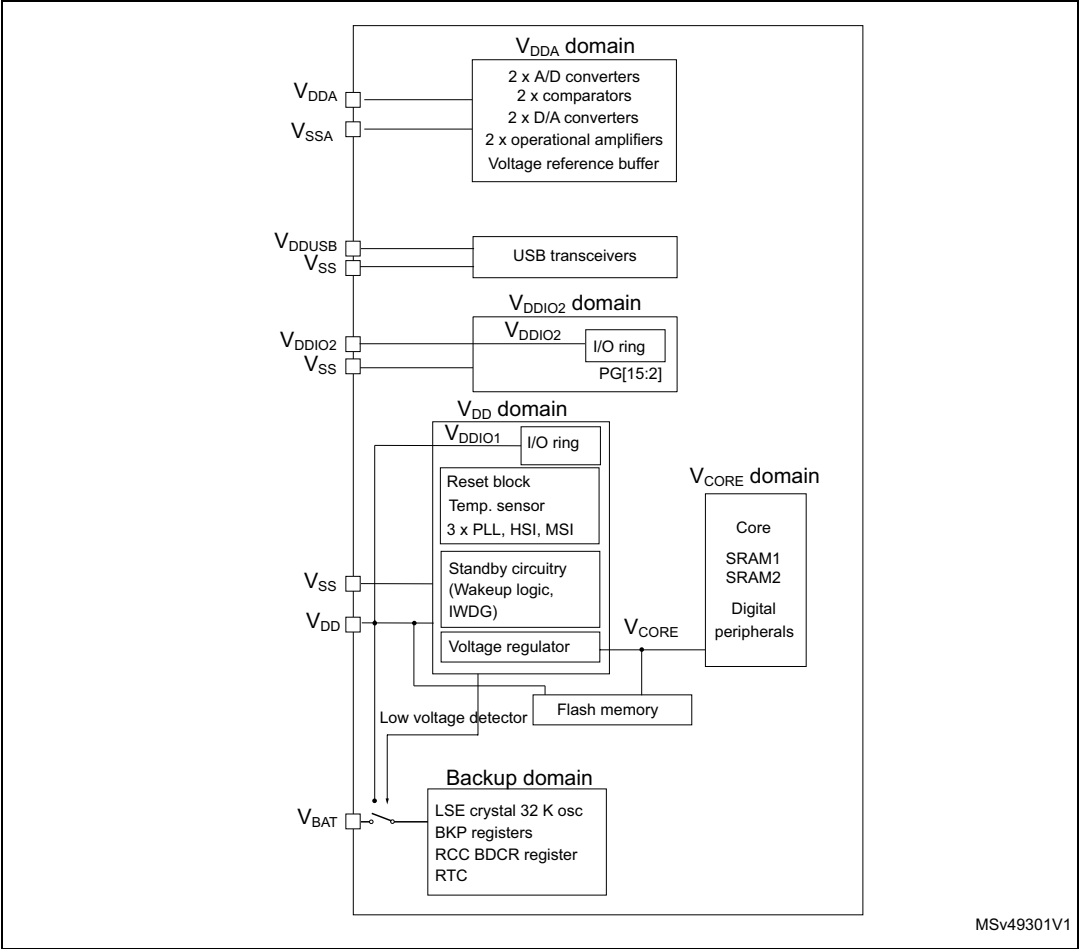 VDDA domain
2 x A/D converters
2 x comparators
2 x D/A converters
2 x operational amplifiers
Voltage reference buffer
VDDA
VSSA
VDDUSB
VSS
USB transceivers
VDDIO2 domain
VDDIO2
VSS
VDDIO2
I/O ring
PG[15:2]
VDD domain
VDDIO1
I/O ring
Reset block
Temp. sensor
3 x PLL, HSI, MSI
VSS
VDD
Standby circuitry
(Wakeup logic,
IWDG)
Voltage regulator
VCORE
VCORE domain
Core
SRAM1
SRAM2
Digital
peripherals
Flash memory
Low voltage detector
Backup domain
VBAT
LSE crystal 32 K osc
BKP registers
RCC BDCR register
RTC
MSv49301V1